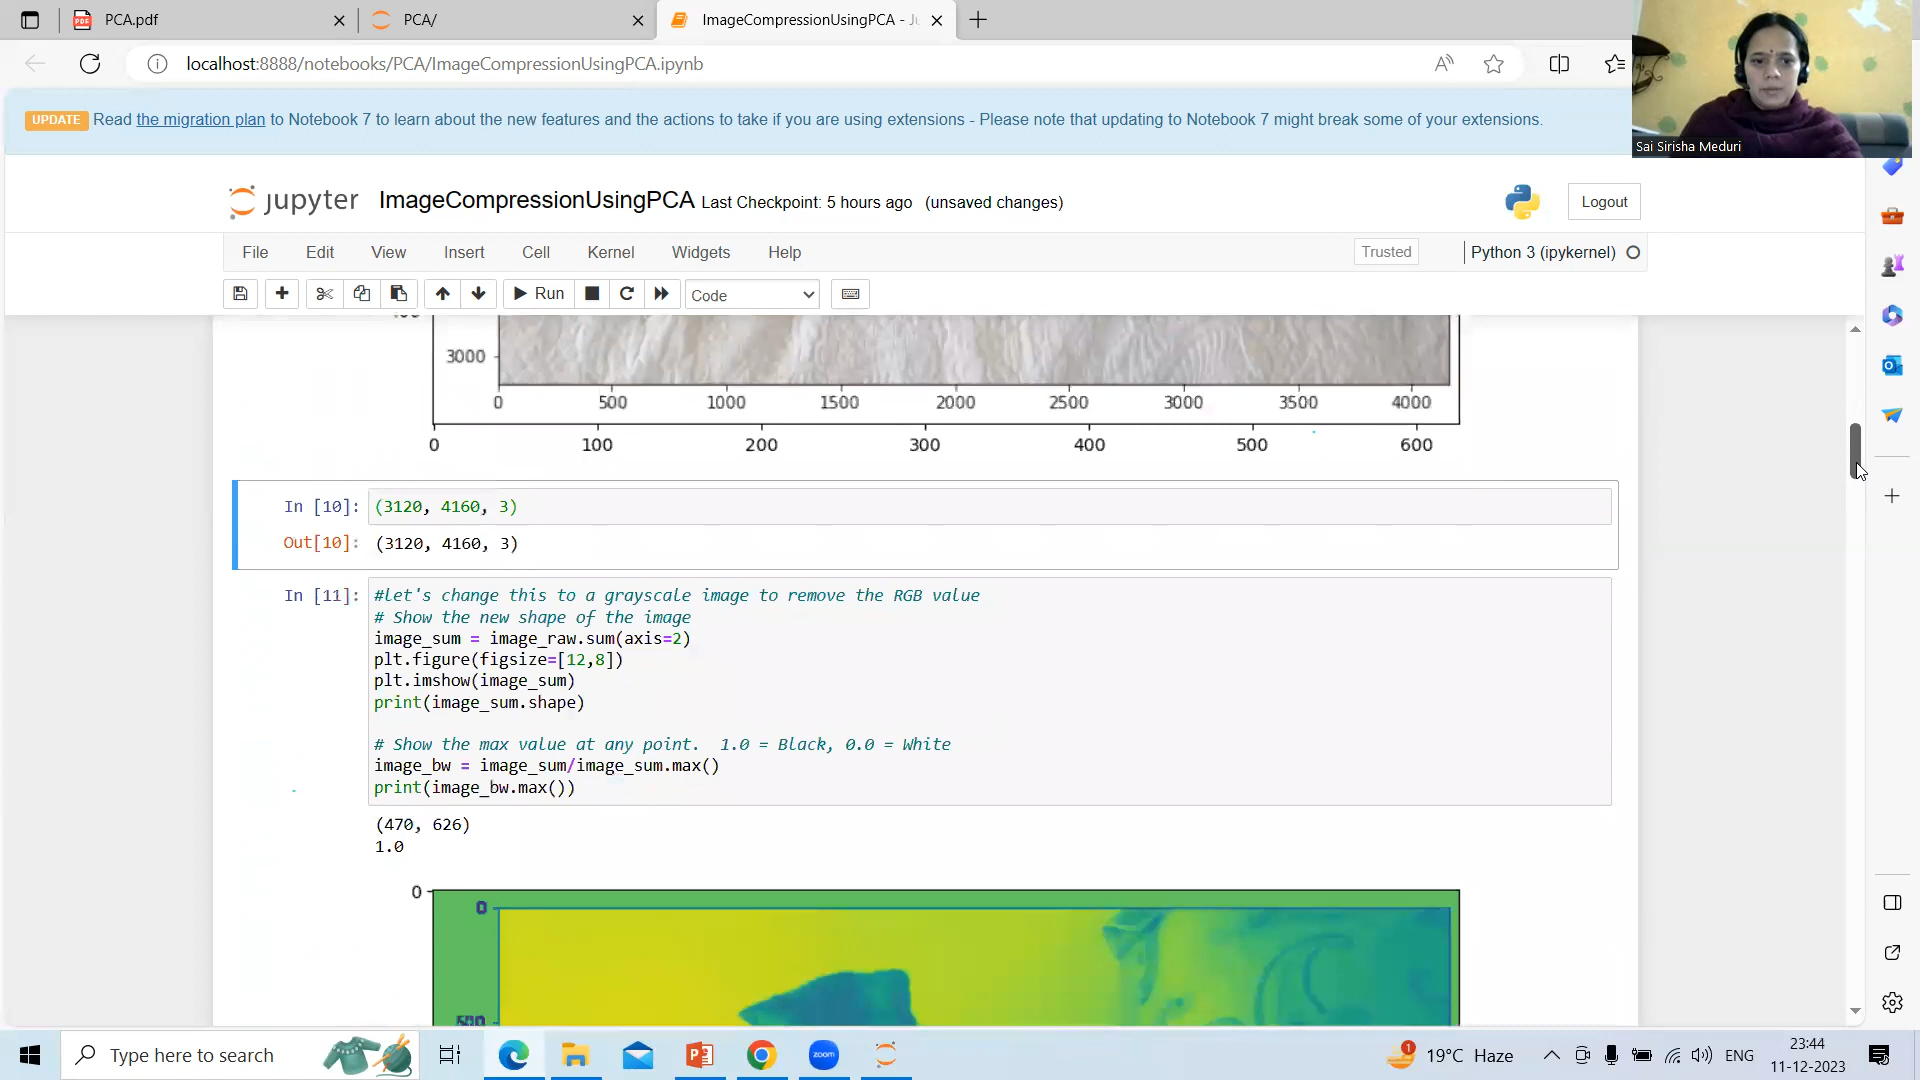 PCA.pdf
PCA/
ImageCompressionUsingPCA - Ju
localhost:8888/notebooks/PCA/ImageCompressionUsingPCA.ipynb
UPDATE Read the migration plan to Notebook 7 to learn about the new features and the actions to take if you are using extensions - Please note that updating to Notebook 7 might break some of your extensions.
Sai Sirisha Meduri
jupyter ImageCompressionUsingPCA Last Checkpoint: 5 hours ago (unsaved changes)
Logout
File Edit View Insert Cell Kernel Widgets Help
Trusted
Python 3 (ipykernel)
Run
Code
3000
0 500 1000 1500 2000 2500 3000 3500 4000
0 100 200 300 400 500 600
In [10]: (3120, 4160, 3)
Out[10]: (3120, 4160, 3)
In [11]: #let's change this to a grayscale image to remove the RGB value
# Show the new shape of the image
image_sum = image_raw.sum(axis=2)
plt.figure(figsize=[12,8])
plt.imshow(image_sum)
print(image_sum.shape)
# Show the max value at any point.  1.0 = Black, 0.0 = White
image_bw = image_sum/image_sum.max()
print(image_bw.max())
(470, 626)
1.0
0
0
500
Type here to search
zoom
1
19°C Haze
ENG
23:44
11-12-2023